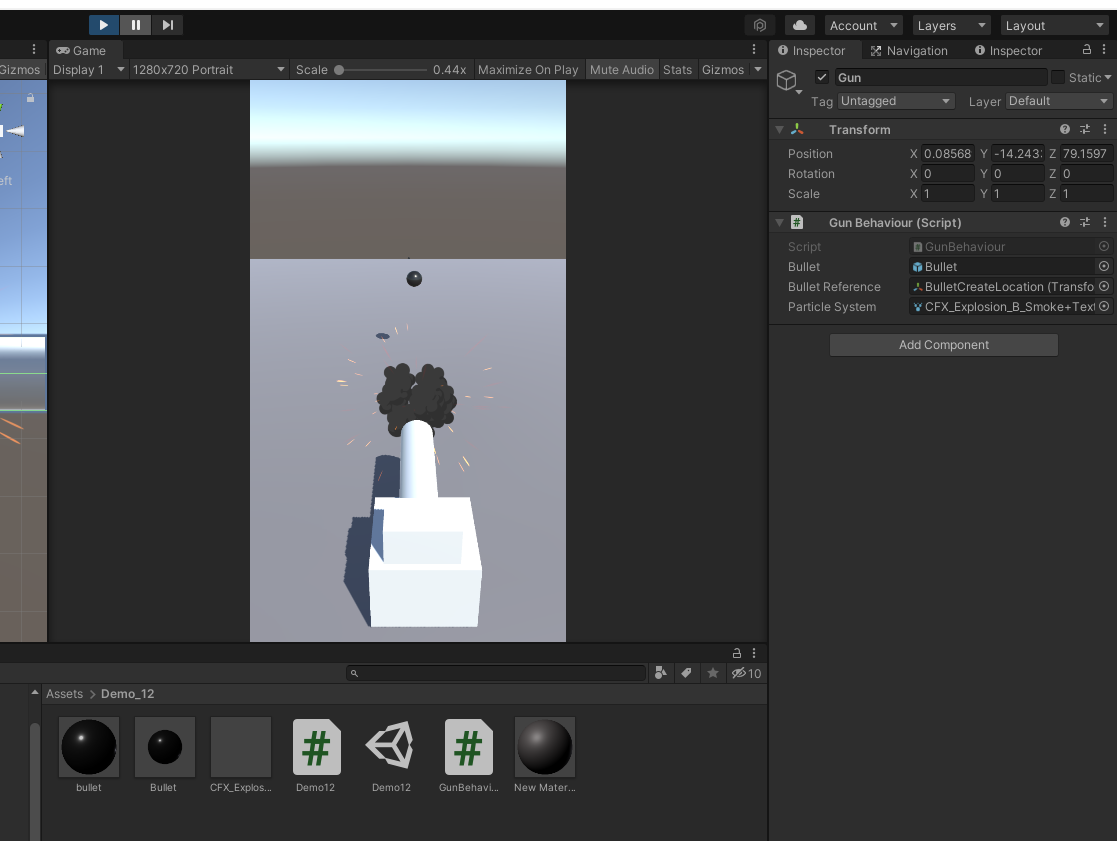 Account
Layers
Layout
Gizmos
Game
Display 1
1280x720 Portrait
Scale
0.44x
Maximize On Play
Mute Audio
Stats
Gizmos
Inspector
Navigation
Inspector
Gun
Static
Tag
Untagged
Layer
Default
Transform
Position
X 0.08568 Y -14.243 Z 79.1597
Rotation
X 0 Y 0 Z 0
Scale
X 1 Y 1 Z 1
Gun Behaviour (Script)
Script
GunBehaviour
Bullet
Bullet
Bullet Reference
BulletCreateLocation (Transfo
Particle System
CFX_Explosion_B_Smoke+Text
Add Component
10
Assets > Demo_12
bullet
Bullet
CFX_Explos...
Demo12
Demo12
GunBehavi...
New Mater...